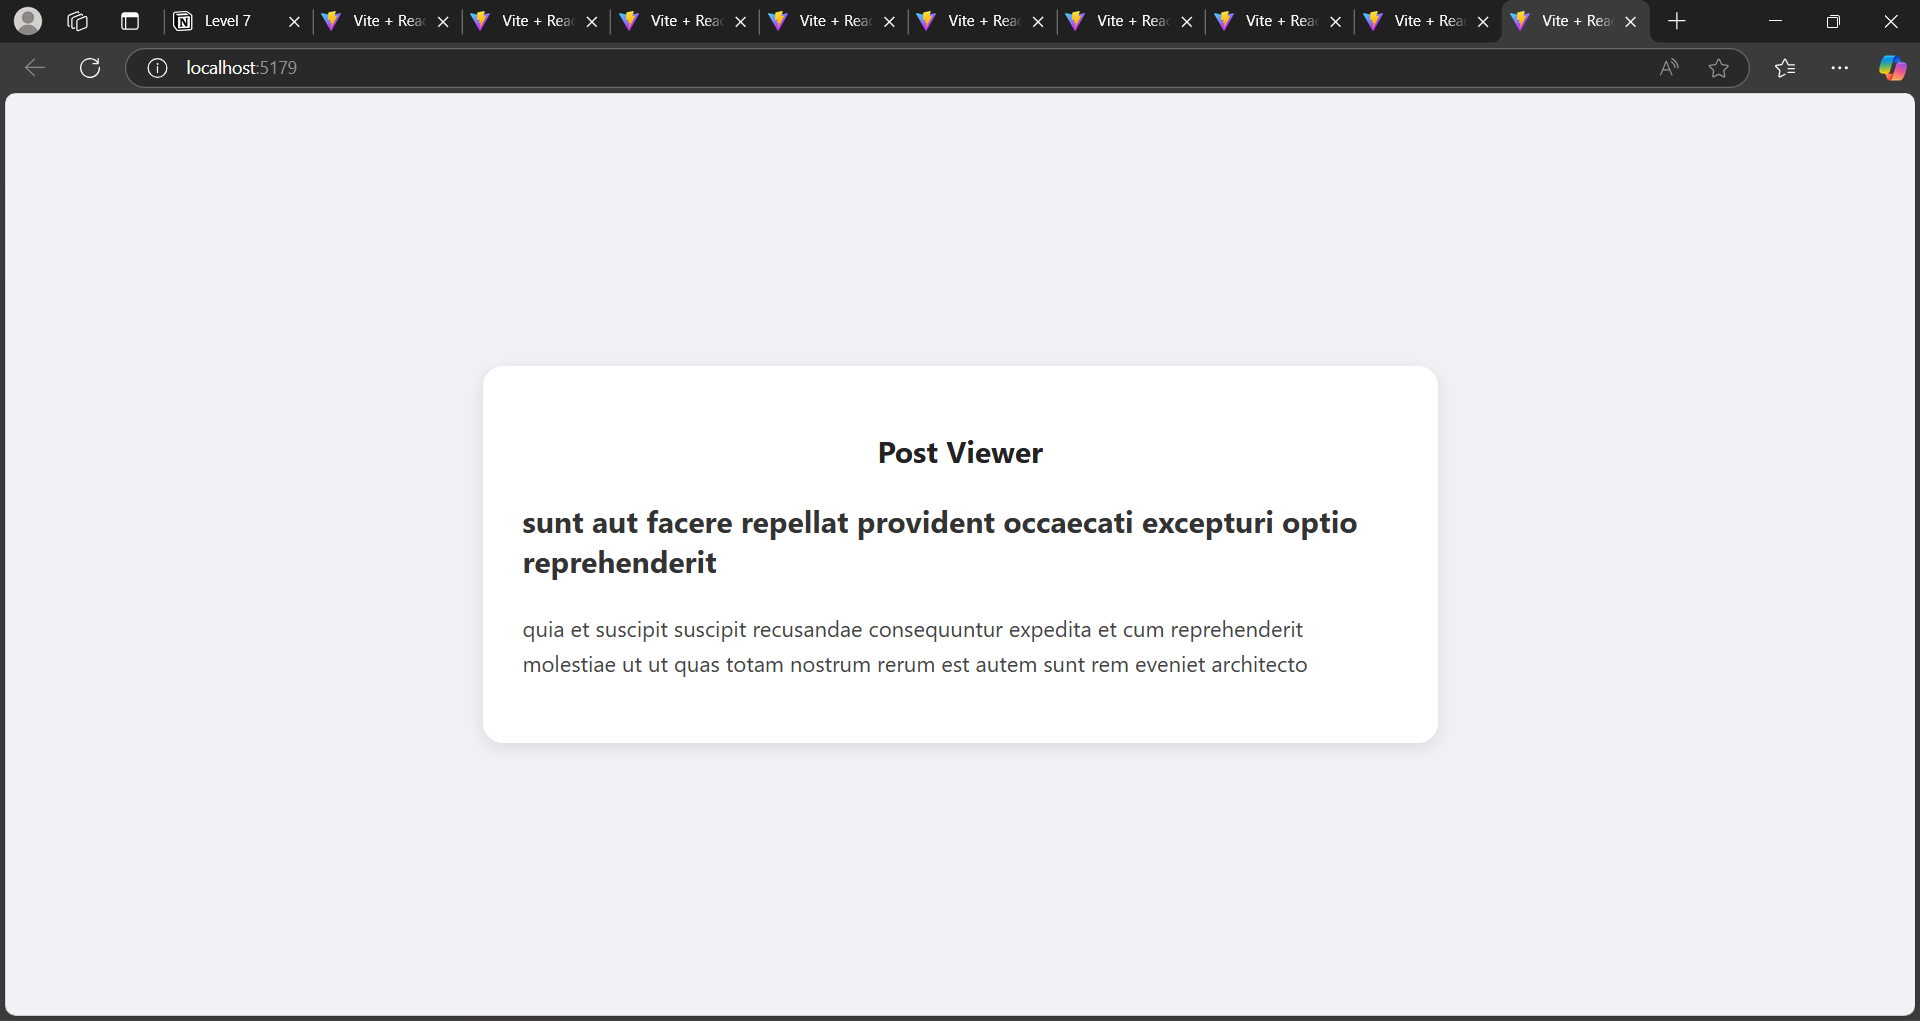 Level 7
Vite + Reac
Vite + Reac
Vite + Reac
Vite + Reac
Vite + Reac
Vite + Reac
Vite + Reac
Vite + Reac
Vite + Reac
localhost:5179
Post Viewer
sunt aut facere repellat provident occaecati excepturi optio
reprehenderit
quia et suscipit suscipit recusandae consequuntur expedita et cum reprehenderit
molestiae ut ut quas totam nostrum rerum est autem sunt rem eveniet architecto